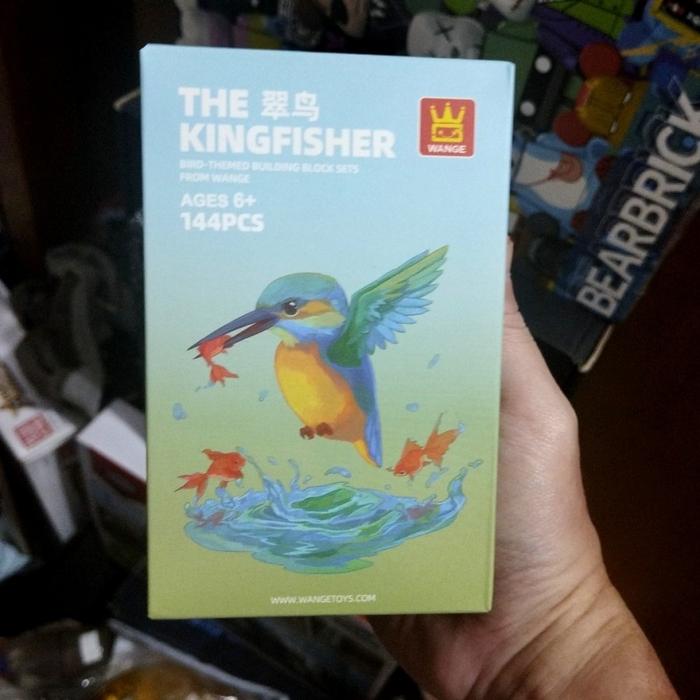 THE 翠鸟
KINGFISHER
BIRD-THEMED BUILDING BLOCK SETS
FROM WANGE
AGES 6+
144PCS
WANGE
WWW.WANGETOYS.COM
BEARBRICK